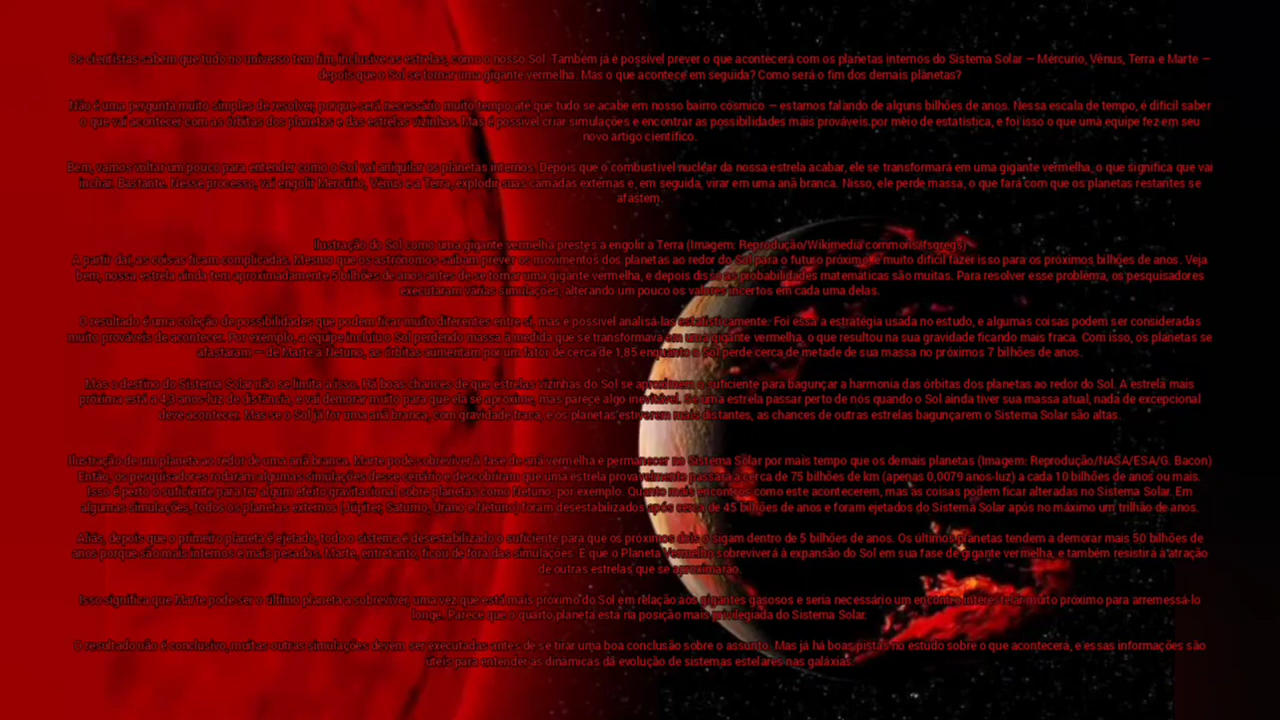 Os cientistas sabem que tudo no universo tem fim, inclusive as estrelas, como o nosso Sol. Também já é possível prever o que acontecerá com os planetas internos do Sistema Solar — Mercúrio, Vênus, Terra e Marte —
depois que o Sol se tornar uma gigante vermelha. Mas o que acontece em seguida? Como será o fim dos demais planetas?
Não é uma pergunta muito simples de resolver, porque será necessário muito tempo até que tudo se acabe em nosso bairro cósmico — estamos falando de alguns bilhões de anos. Nessa escala de tempo, é difícil saber
o que vai acontecer com as órbitas dos planetas e das estrelas vizinhas. Mas é possível criar simulações e encontrar as possibilidades mais prováveis por meio de estatística, e foi isso o que uma equipe fez em seu
novo artigo científico.
Bem, vamos voltar um pouco para entender como o Sol vai aniquilar os planetas internos. Depois que o combustível nuclear da nossa estrela acabar, ele se transformará em uma gigante vermelha, o que significa que vai
inchar. Bastante. Nesse processo, vai engolir Mercúrio, Vênus e a Terra, explodir suas camadas externas e, em seguida, virar em uma anã branca. Nisso, ele perde massa, o que fará com que os planetas restantes se
afastem.
Ilustração do Sol como uma gigante vermelha prestes a engolir a Terra (Imagem: Reprodução/Wikimedia commons/fsgregs)
A partir daí, as coisas ficam complicadas. Mesmo que os astrônomos saibam prever os movimentos dos planetas ao redor do Sol para o futuro próximo, é muito difícil fazer isso para os próximos bilhões de anos. Veja
bem, nossa estrela ainda tem aproximadamente 5 bilhões de anos antes de se tornar uma gigante vermelha, e depois disso as probabilidades matemáticas são muitas. Para resolver esse problema, os pesquisadores
executaram várias simulações, alterando um pouco os valores incertos em cada uma delas.
O resultado é uma coleção de possibilidades que podem ficar muito diferentes entre si, mas é possível analisá-las estatisticamente. Foi essa a estratégia usada no estudo, e algumas coisas podem ser consideradas
muito prováveis de acontecer. Por exemplo, a equipe incluiu o Sol perdendo massa à medida que se transformava em uma gigante vermelha, o que resultou na sua gravidade ficando mais fraca. Com isso, os planetas se
afastaram — de Marte a Netuno, as órbitas aumentam por um fator de cerca de 1,85 enquanto o Sol perde cerca de metade de sua massa no próximos 7 bilhões de anos.
Mas o destino do Sistema Solar não se limita a isso. Há boas chances de que estrelas vizinhas do Sol se aproximem o suficiente para bagunçar a harmonia das órbitas dos planetas ao redor do Sol. A estrela mais
próxima está a 4,3 anos-luz de distância, e vai demorar muito para que ela se aproxime, mas parece algo inevitável. Se uma estrela passar perto de nós quando o Sol ainda tiver sua massa atual, nada de excepcional
deve acontecer. Mas se o Sol já for uma anã branca, com gravidade fraca, e os planetas estiverem mais distantes, as chances de outras estrelas bagunçarem o Sistema Solar são altas.
Ilustração de um planeta ao redor de uma anã branca. Marte pode sobreviver à fase de anã vermelha e permanecer no Sistema Solar por mais tempo que os demais planetas (Imagem: Reprodução/NASA/ESA/G. Bacon)
Então, os pesquisadores rodaram algumas simulações desse cenário e descobriram que uma estrela provavelmente passará a cerca de 75 bilhões de km (apenas 0,0079 anos-luz) a cada 10 bilhões de anos ou mais.
Isso é perto o suficiente para ter algum efeito gravitacional sobre planetas como Netuno, por exemplo. Quanto mais encontros como este acontecerem, mas as coisas podem ficar alteradas no Sistema Solar. Em
algumas simulações, todos os planetas externos (Júpiter, Saturno, Urano e Netuno) foram desestabilizados após cerca de 45 bilhões de anos e foram ejetados do Sistema Solar após no máximo um trilhão de anos.
Aliás, depois que o primeiro planeta é ejetado, todo o sistema é desestabilizado o suficiente para que os próximos dois o sigam dentro de 5 bilhões de anos. Os últimos planetas tendem a demorar mais 50 bilhões de
anos porque são mais internos e mais pesados. Marte, entretanto, ficou de fora das simulações. É que o Planeta Vermelho sobreviverá à expansão do Sol em sua fase de gigante vermelha, e também resistirá à atração
de outras estrelas que se aproximarão.
Isso significa que Marte pode ser o último planeta a sobreviver, uma vez que está mais próximo do Sol em relação aos gigantes gasosos e seria necessário um encontro interestelar muito próximo para arremessá-lo
longe. Parece que o quarto planeta está na posição mais privilegiada do Sistema Solar.
O resultado não é conclusivo, muitas outras simulações devem ser executadas antes de se tirar uma boa conclusão sobre o assunto. Mas já há boas pistas no estudo sobre o que acontecerá, e essas informações são
úteis para entender as dinâmicas da evolução de sistemas estelares nas galáxias.